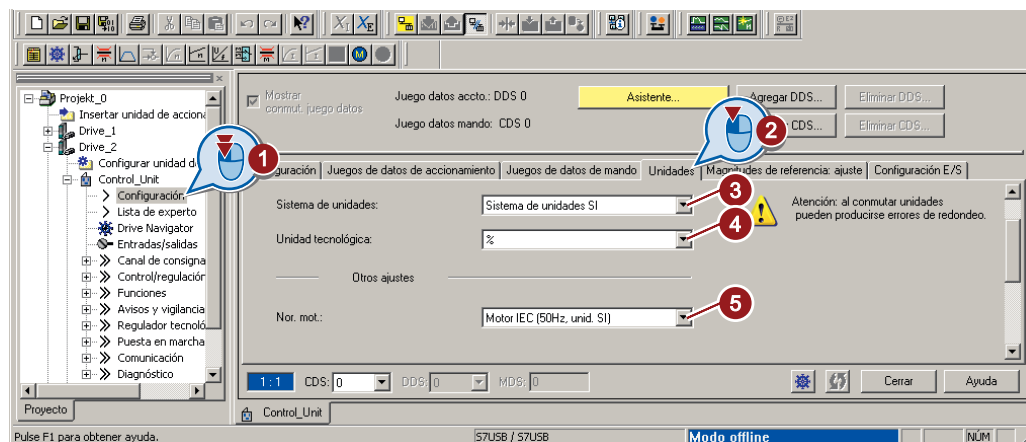 Projekt_0
Insertar unidad de acciona
Drive_1
Drive_2
Configurar unidad d
Control_Unit
Configuración
Lista de experto
Drive Navigator
Entradas/salidas
Canal de consigna
Control/regulación
Funciones
Avisos y vigilancia
Regulador tecnoló
Puesta en marcha
Comunicación
Diagnóstico
Proyecto
1
Mostrar
conmut. juego datos
Juego datos accto.: DDS 0
Juego datos mando: CDS 0
Asistente...
Agregar DDS...
Eliminar DDS...
CDS...
Eliminar CDS...
2
Juegos de datos de accionamiento
Juegos de datos de mando
Unidades
Magnitudes de referencia: ajuste
Configuración E/S
Sistema de unidades:
Sistema de unidades SI
3
Atención: al conmutar unidades
pueden producirse errores de redondeo.
Unidad tecnológica:
%
4
Otros ajustes
Nor. mot.:
Motor IEC (50Hz, unid. SI)
5
1:1
CDS: 0
DDS: 0
MDS: 0
Cerrar
Ayuda
Control_Unit
Pulse F1 para obtener ayuda.
S7USB / S7USB
Modo offline
NÚM